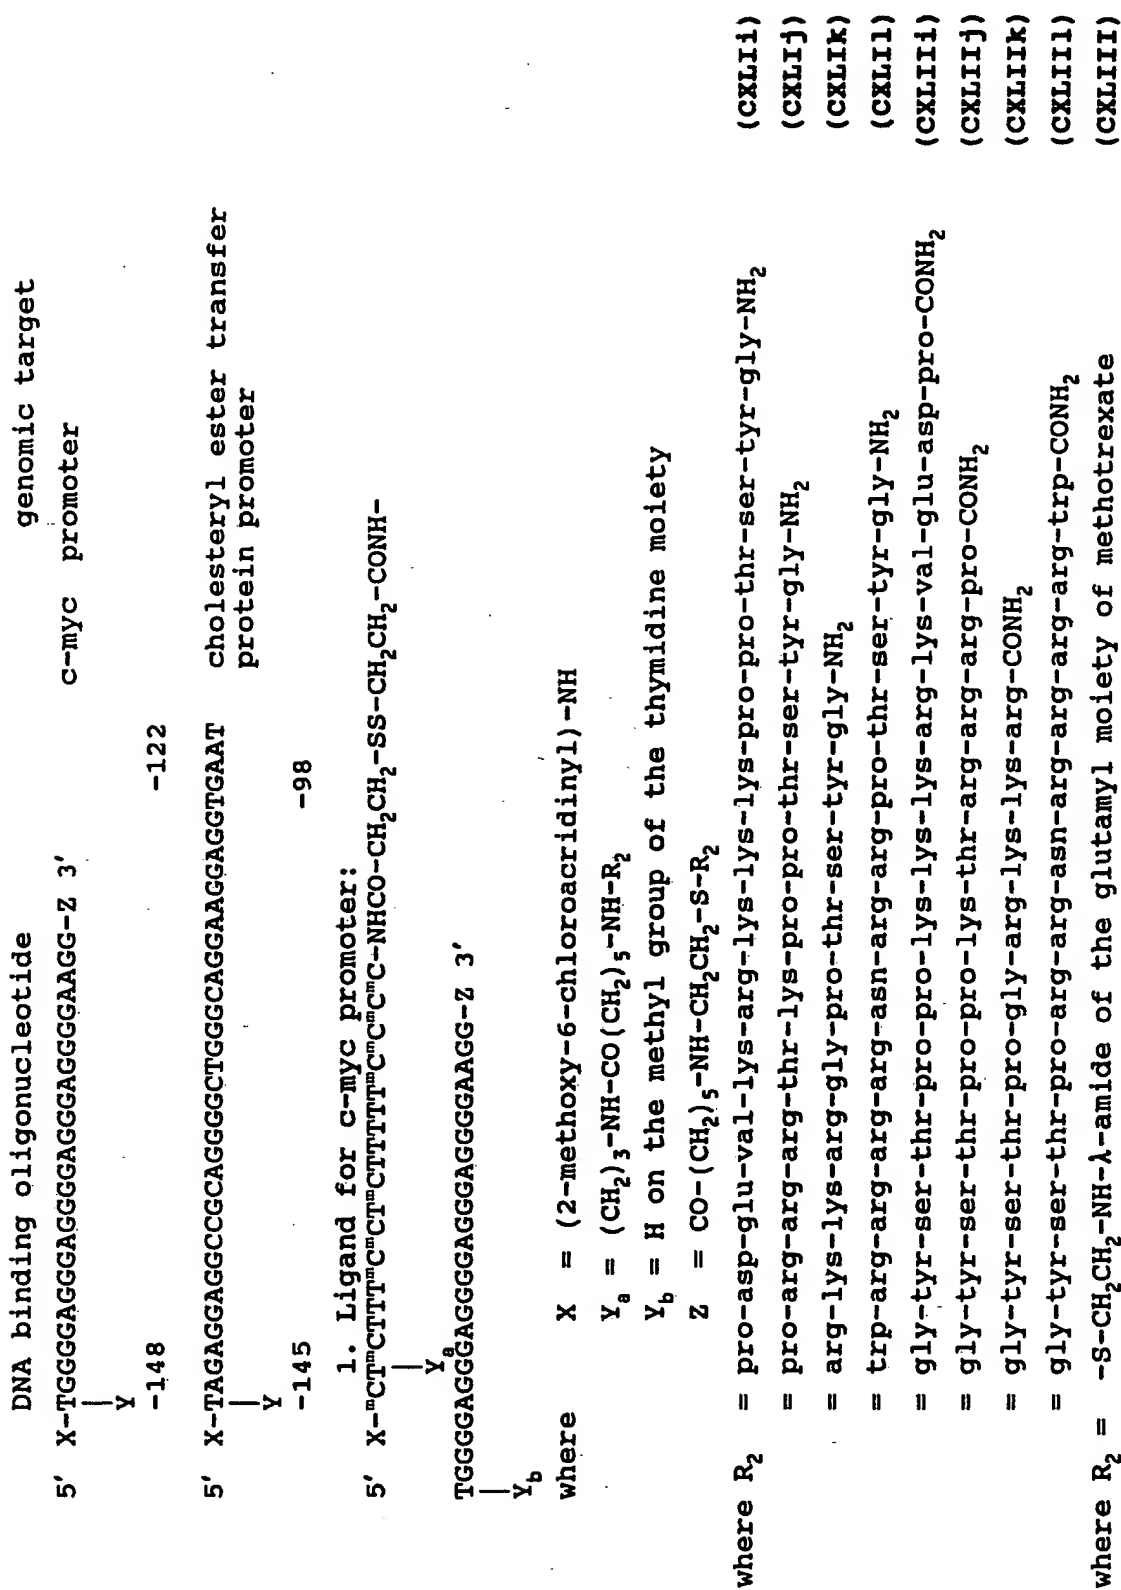 DNA binding oligonucleotide genomic target
5′ X-TGGGGAGGGAGGGGAGGGAGGGGAAGG-Z 3′ c-myc promoter
Y
-148 -122
5′ X-TAGAGGAGGCCGCAGGGGCTGGGCAGGAAGGAGGTGAAT cholesteryl ester transfer
Y protein promoter
-145 -98
1. Ligand for c-myc promoter:
5′ X-ᵐCTᵐCTTTTᵐCᵐCTᵐCTTTTTᵐCᵐCᵐCᵐC-NHCO-CH₂CH₂-SS-CH₂CH₂-CONH-
Yₐ
TGGGGAGGGAGGGGAGGGAGGGGAAGG-Z 3′
Y_b
where X = (2-methoxy-6-chloroacridinyl)-NH
Yₐ = (CH₂)₃-NH-CO(CH₂)₅-NH-R₂
Y_b = H on the methyl group of the thymidine moiety
Z = CO-(CH₂)₅-NH-CH₂CH₂-S-R₂
where R₂ = pro-asp-glu-val-lys-arg-lys-lys-lys-pro-pro-thr-ser-tyr-gly-NH₂ (CXLIi)
= pro-arg-arg-arg-thr-lys-pro-pro-thr-ser-tyr-gly-NH₂ (CXLIj)
= arg-lys-lys-arg-gly-pro-thr-ser-tyr-gly-NH₂ (CXLIk)
= trp-arg-arg-arg-asn-arg-arg-pro-thr-ser-tyr-gly-NH₂ (CXLIl)
= gly-tyr-ser-thr-pro-pro-lys-lys-lys-arg-lys-val-glu-asp-pro-CONH₂ (CXLIIi)
= gly-tyr-ser-thr-pro-pro-lys-thr-arg-arg-arg-pro-CONH₂ (CXLIIj)
= gly-tyr-ser-thr-pro-gly-arg-lys-lys-arg-CONH₂ (CXLIIk)
= gly-tyr-ser-thr-pro-arg-arg-asn-arg-arg-arg-trp-CONH₂ (CXLIIl)
where R₂ = -S-CH₂CH₂-NH-λ-amide of the glutamyl moiety of methotrexate (CXLIII)